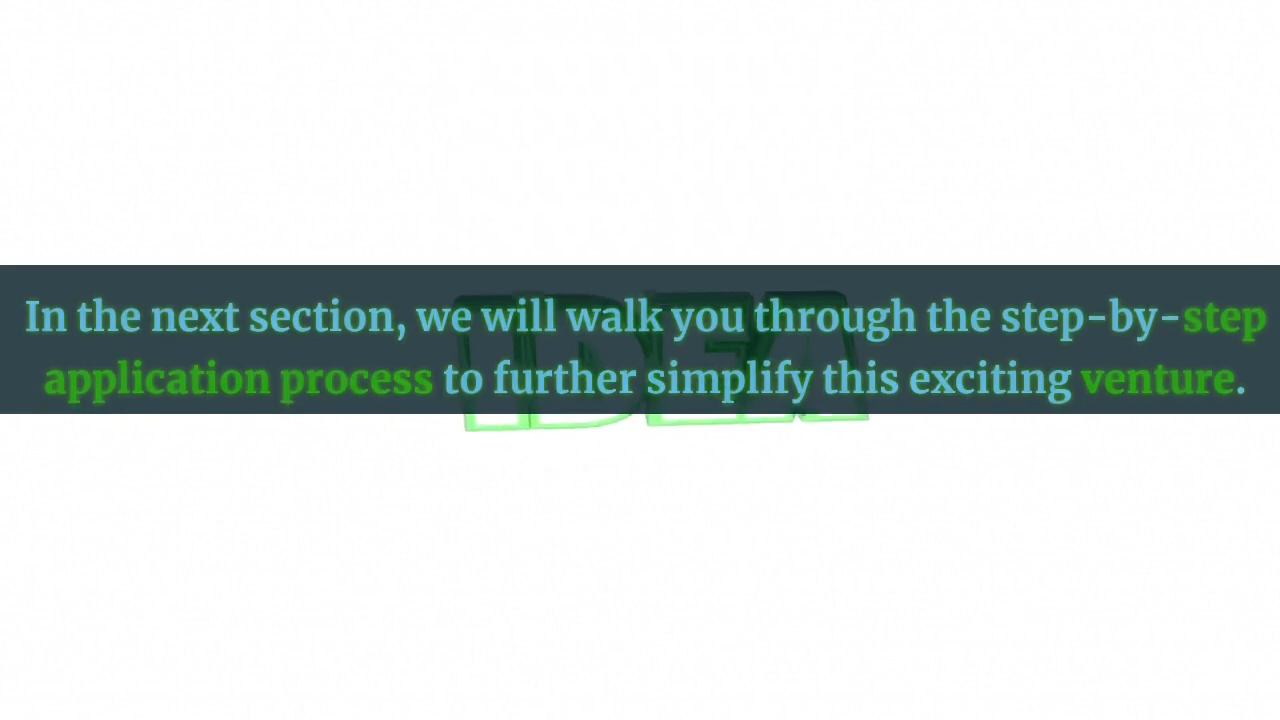 In the next section, we will walk you through the step-by-step
application process to further simplify this exciting venture.
IDEA